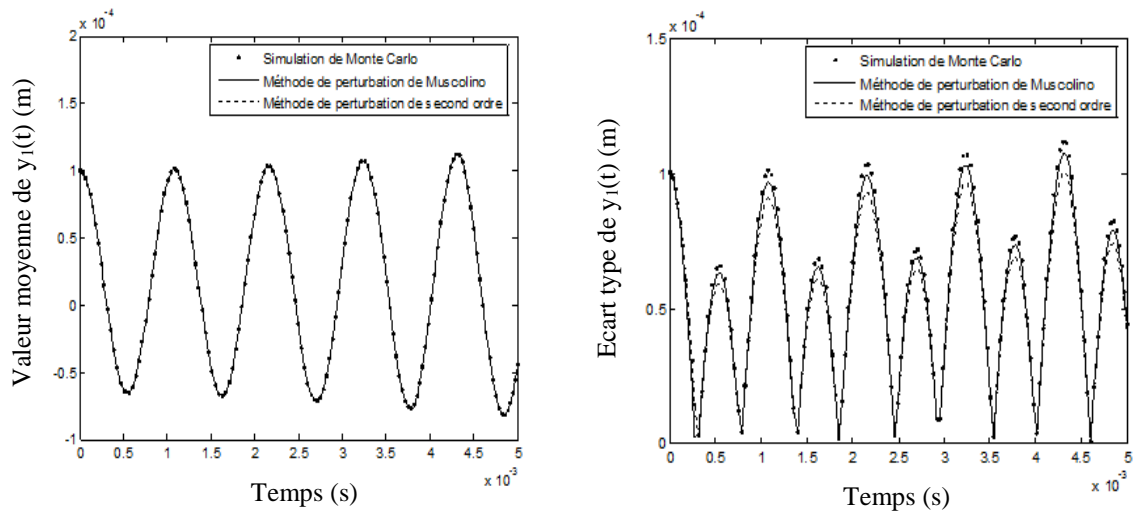 x 10⁻⁴
2
1.5
1
0.5
0
-0.5
-1
0 0.5 1 1.5 2 2.5 3 3.5 4 4.5 5
x 10⁻³
Valeur moyenne de y₁(t) (m)
Temps (s)
Simulation de Monte Carlo
Méthode de perturbation de Muscolino
Méthode de perturbation de second ordre
x 10⁻⁴
1.5
1
0.5
0
0 0.5 1 1.5 2 2.5 3 3.5 4 4.5 5
x 10⁻³
Ecart type de y₁(t) (m)
Temps (s)
Simulation de Monte Carlo
Méthode de perturbation de Muscolino
Méthode de perturbation de second ordre